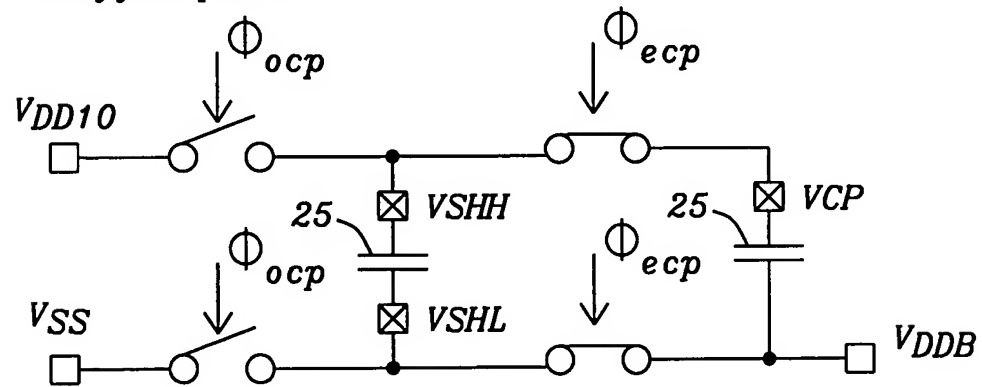 Φocp
Φecp
VDD10
25
VSHH
25
VCP
Φocp
Φecp
VSS
VSHL
VDDB